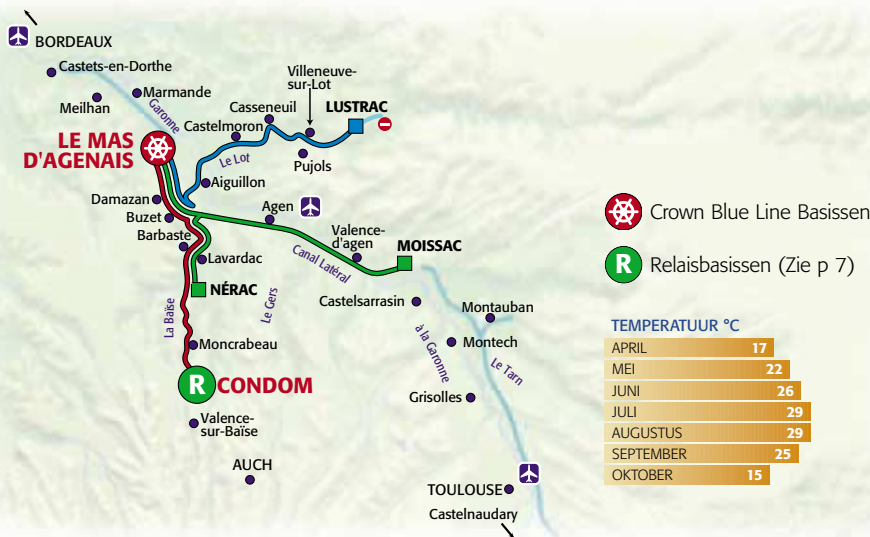 BORDEAUX
Castets-en-Dorthe
Meilhan
Marmande
Garonne
Villeneuve-
sur-Lot
Casseneuil
LUSTRAC
Castelmoron
LE MAS
D'AGENAIS
Le Lot
Pujols
Aiguillon
Damazan
Buzet
Agen
Barbaste
Valence-
d'agen
MOISSAC
Lavardac
Canal Latéral
NÉRAC
Le Gers
Castelsarrasin
La Baïse
Montauban
à la Garonne
Moncrabeau
Montech
Le Tarn
R CONDOM
Grisolles
Valence-
sur-Baïse
AUCH
TOULOUSE
Castelnaudary
Crown Blue Line Basissen
R Relaisbasissen (Zie p 7)
TEMPERATUUR °C
APRIL 17
MEI 22
JUNI 26
JULI 29
AUGUSTUS 29
SEPTEMBER 25
OKTOBER 15